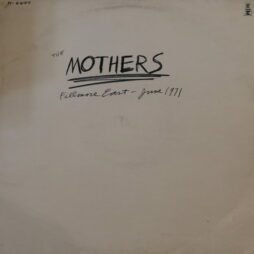 THE
MOTHERS
Fillmore East - June 1971